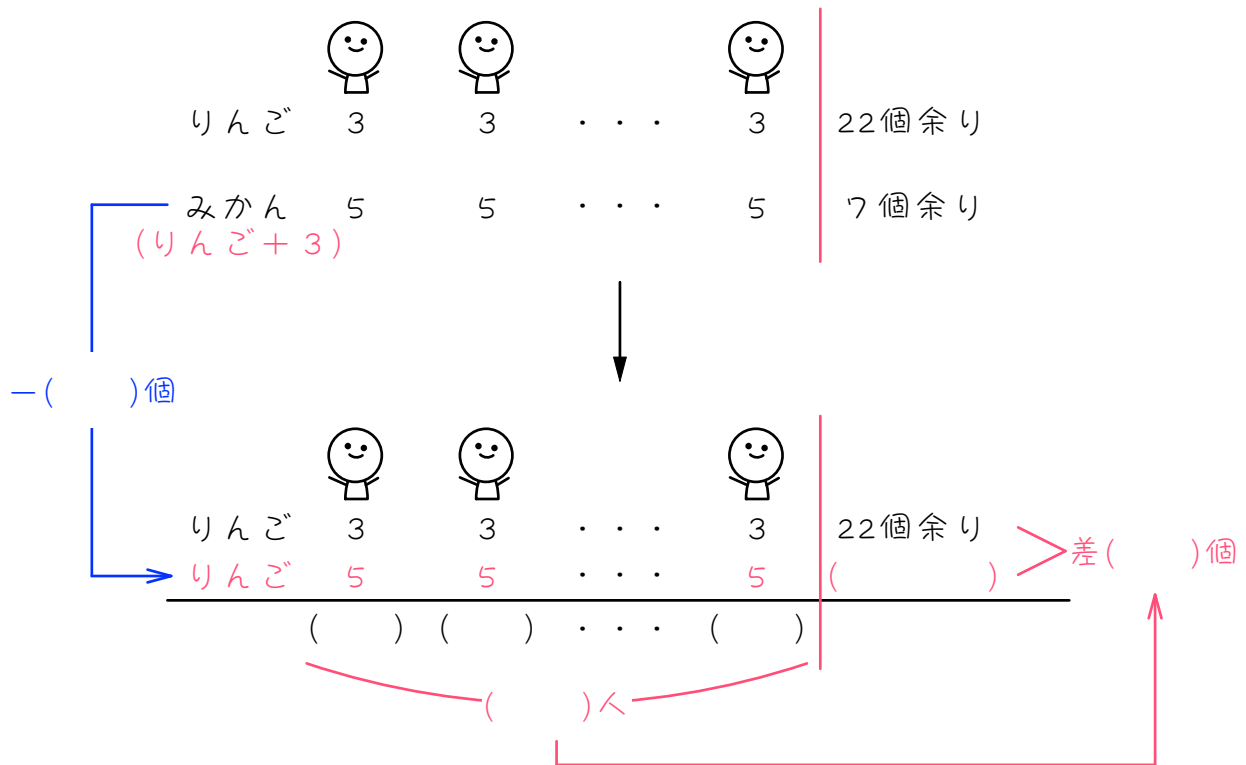 りんご 3 3 ・・・ 3 22個余り
みかん 5 5 ・・・ 5 7個余り
(りんご+3)
−( )個
りんご 3 3 ・・・ 3 22個余り
差( )個
りんご 5 5 ・・・ 5 ( )
( ) ( ) ・・・ ( )
( )人